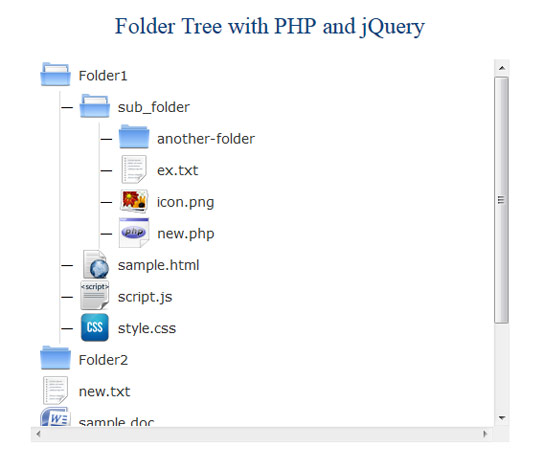 Folder Tree with PHP and jQuery
Folder1
sub_folder
another-folder
ex.txt
icon.png
php
new.php
sample.html
<script>
script.js
CSS
style.css
Folder2
new.txt
W
sample.doc